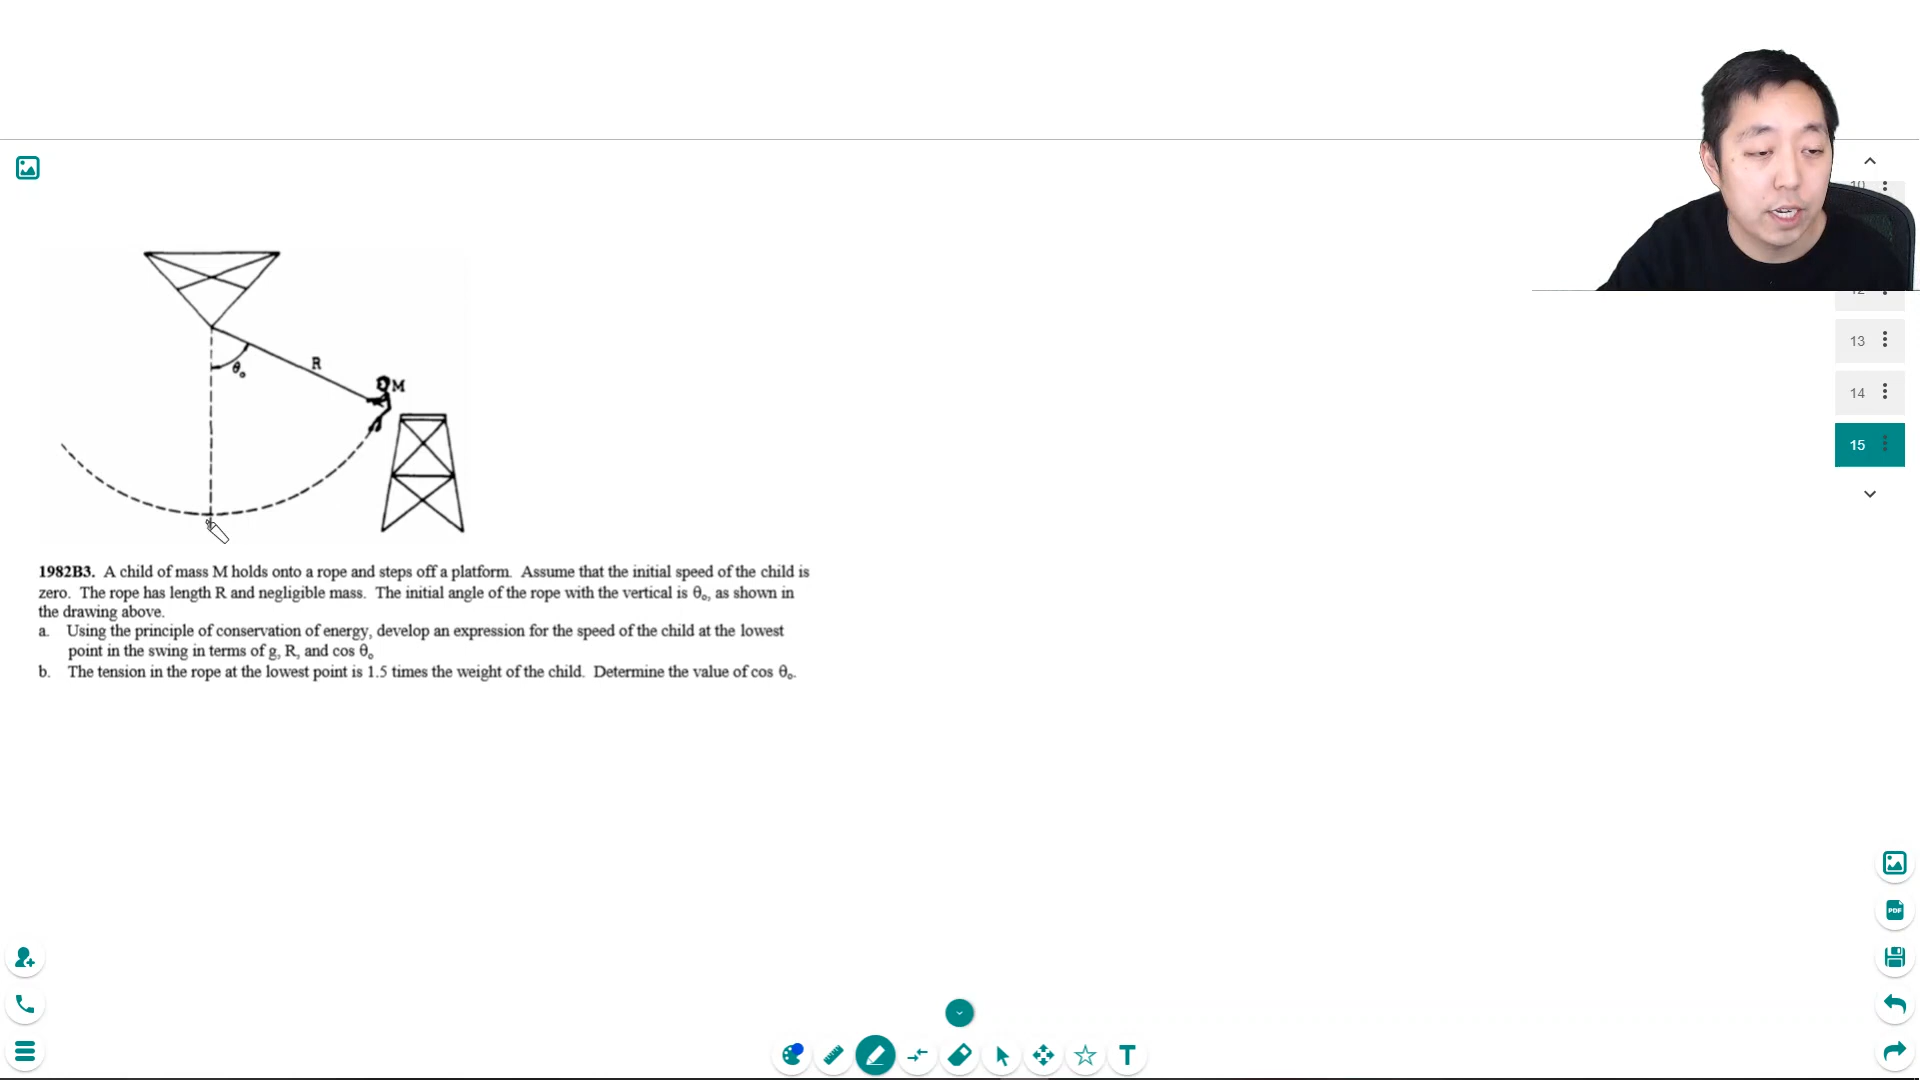 10
12
13
14
15
R
θ₀
M
1982B3. A child of mass M holds onto a rope and steps off a platform. Assume that the initial speed of the child is
zero. The rope has length R and negligible mass. The initial angle of the rope with the vertical is θ₀, as shown in
the drawing above.
a. Using the principle of conservation of energy, develop an expression for the speed of the child at the lowest
point in the swing in terms of g, R, and cos θ₀
b. The tension in the rope at the lowest point is 1.5 times the weight of the child. Determine the value of cos θ₀.
PDF
T